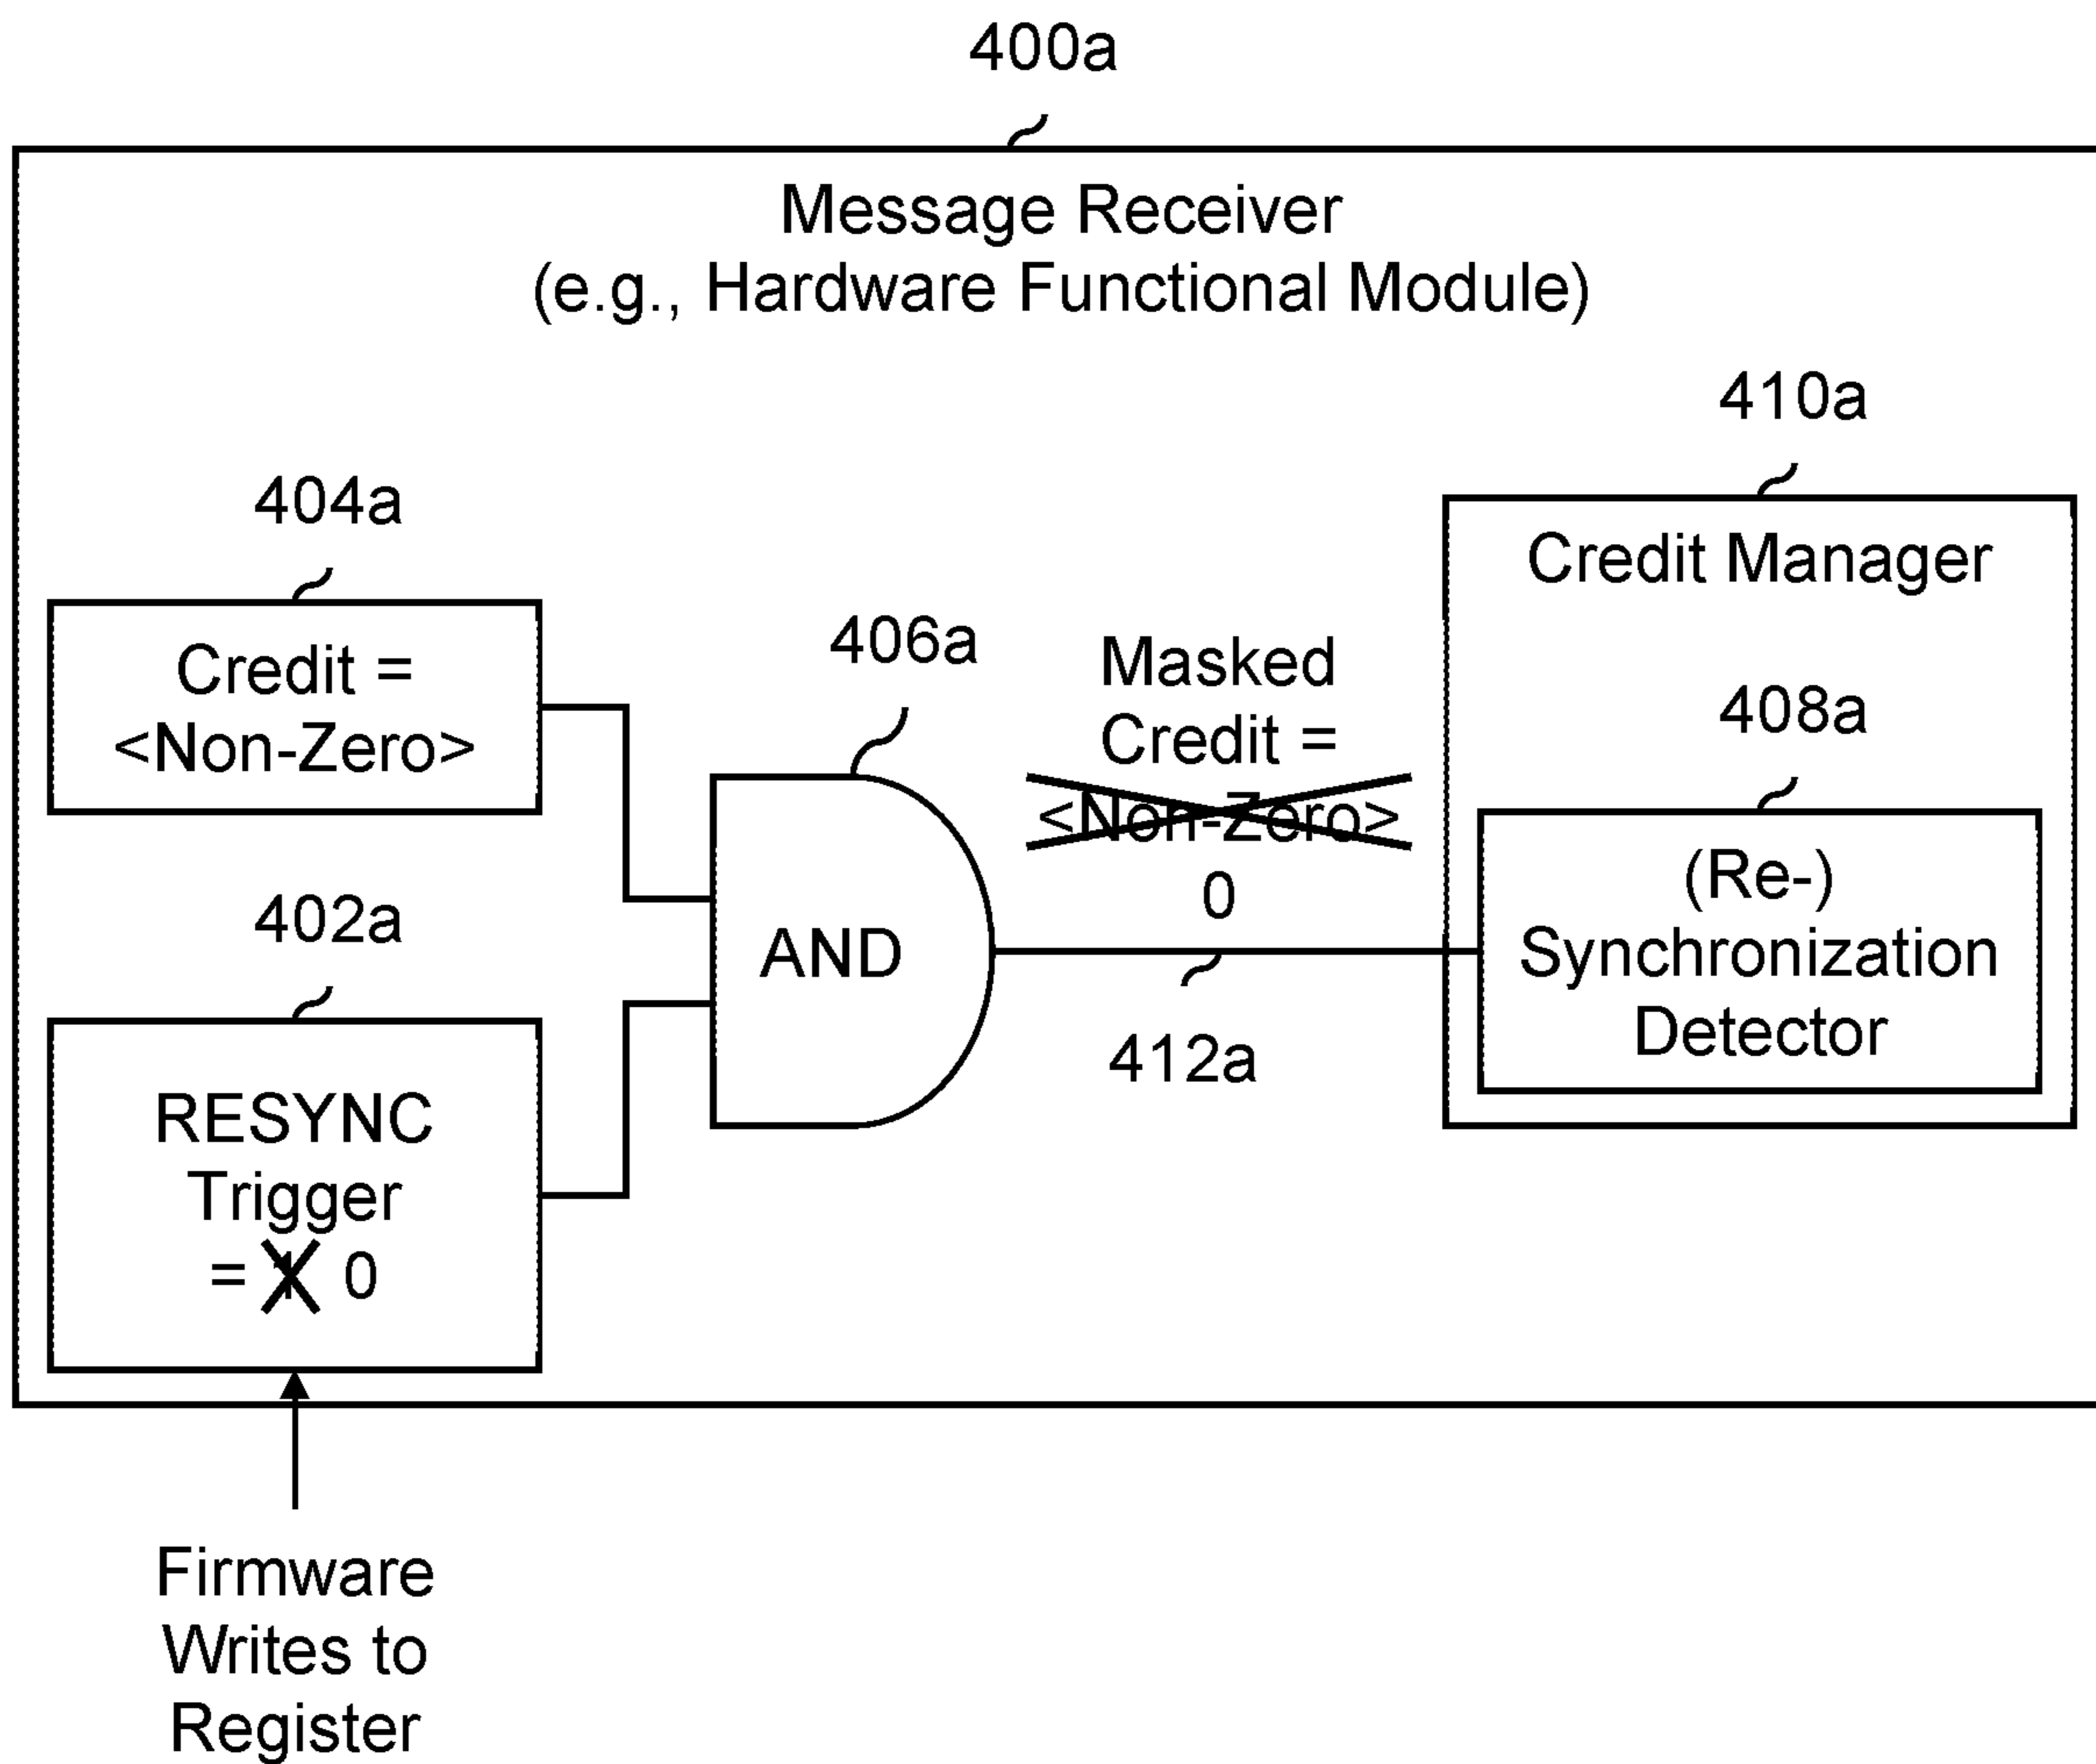 400a
Message Receiver
(e.g., Hardware Functional Module)
410a
Credit Manager
404a
Credit =
<Non-Zero>
406a
Masked
Credit =
<Non-Zero>
0
408a
(Re-)
Synchronization
Detector
402a
RESYNC
Trigger
= 1 0
AND
412a
Firmware
Writes to
Register